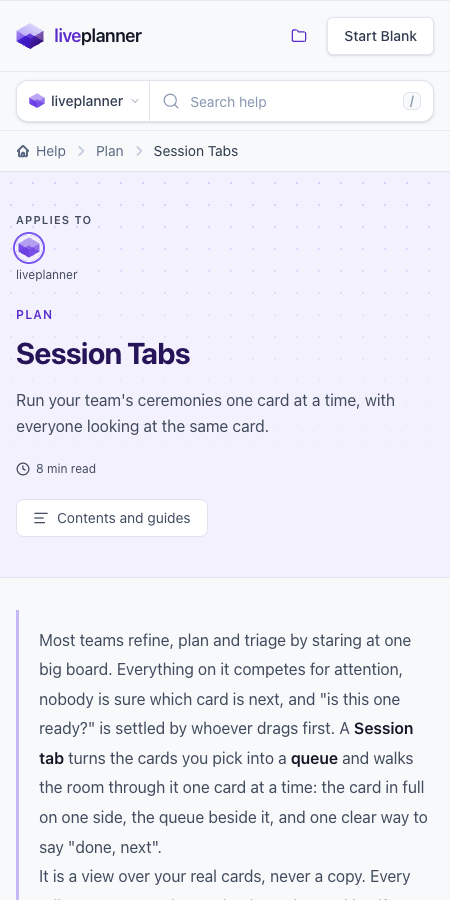 liveplanner
Start Blank
liveplanner
Search help
/
Help
Plan
Session Tabs
APPLIES TO
liveplanner
PLAN
Session Tabs
Run your team's ceremonies one card at a time, with
everyone looking at the same card.
8 min read
Contents and guides
Most teams refine, plan and triage by staring at one
big board. Everything on it competes for attention,
nobody is sure which card is next, and "is this one
ready?" is settled by whoever drags first. A Session
tab turns the cards you pick into a queue and walks
the room through it one card at a time: the card in full
on one side, the queue beside it, and one clear way to
say "done, next".
It is a view over your real cards, never a copy. Every